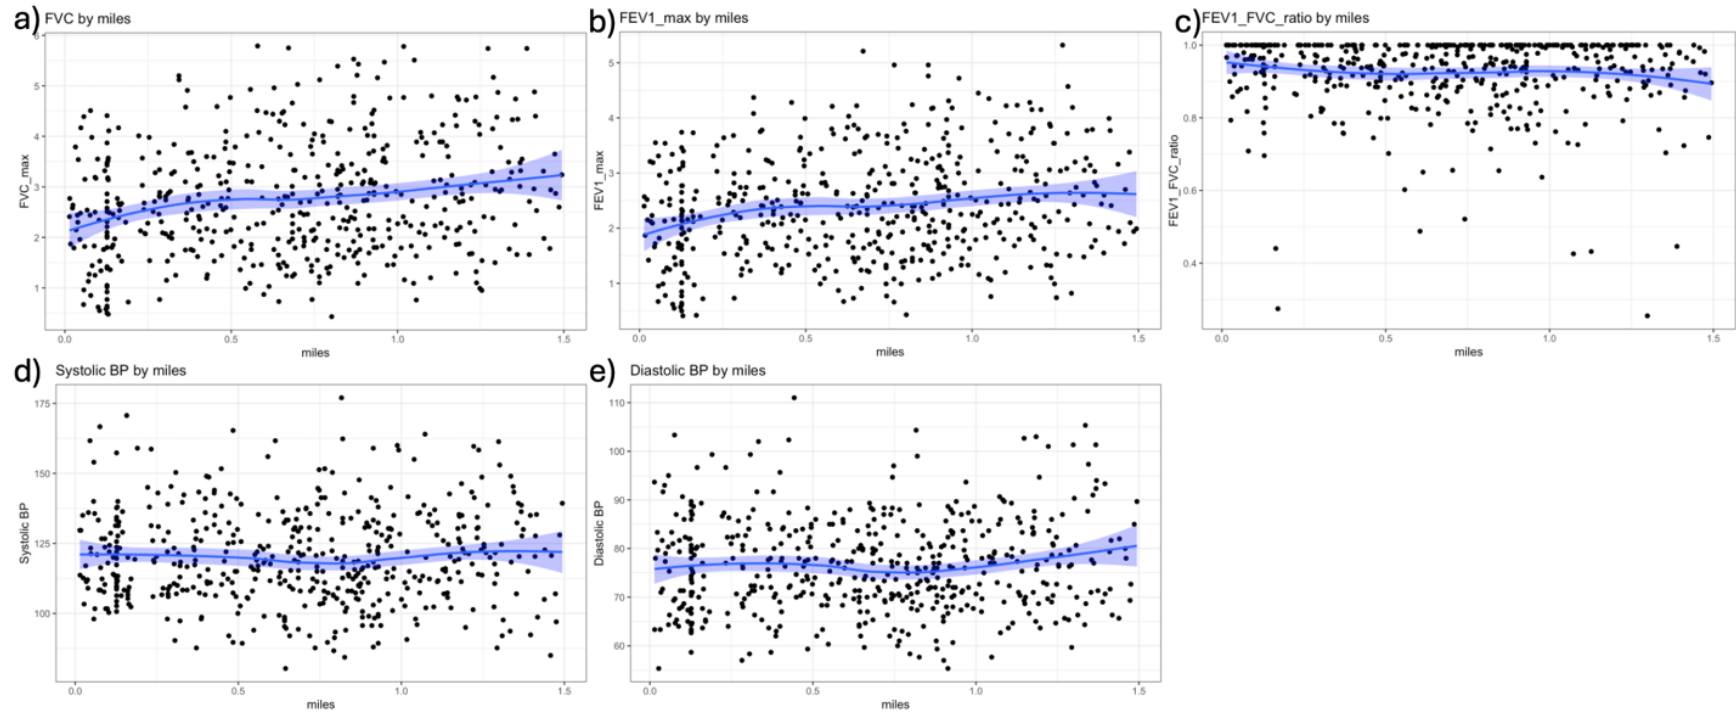 a) FVC by miles
FVC_max
6
5
4
3
2
1
0.0 0.5 1.0 1.5
miles
b) FEV1_max by miles
FEV1_max
5
4
3
2
1
0.0 0.5 1.0 1.5
miles
c) FEV1_FVC_ratio by miles
FEV1_FVC_ratio
1.0
0.8
0.6
0.4
0.0 0.5 1.0 1.5
miles
d) Systolic BP by miles
Systolic BP
175
150
125
100
0.0 0.5 1.0 1.5
miles
e) Diastolic BP by miles
Diastolic BP
110
100
90
80
70
60
0.0 0.5 1.0 1.5
miles